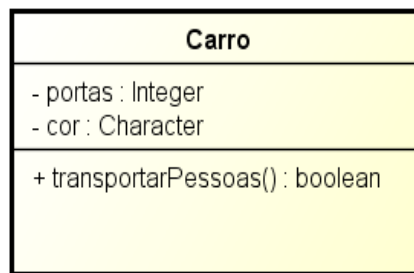 Carro
- portas : Integer
- cor : Character
+ transportarPessoas() : boolean